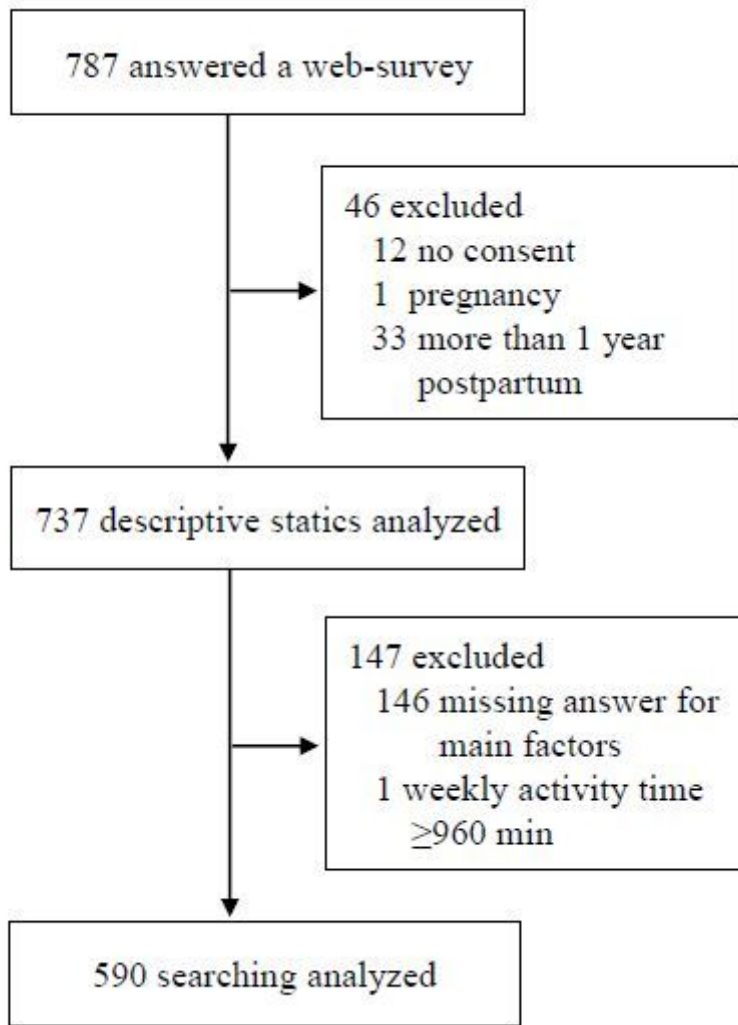 787 answered a web-survey
46 excluded
12 no consent
1 pregnancy
33 more than 1 year
postpartum
737 descriptive statics analyzed
147 excluded
146 missing answer for
main factors
1 weekly activity time
≥960 min
590 searching analyzed